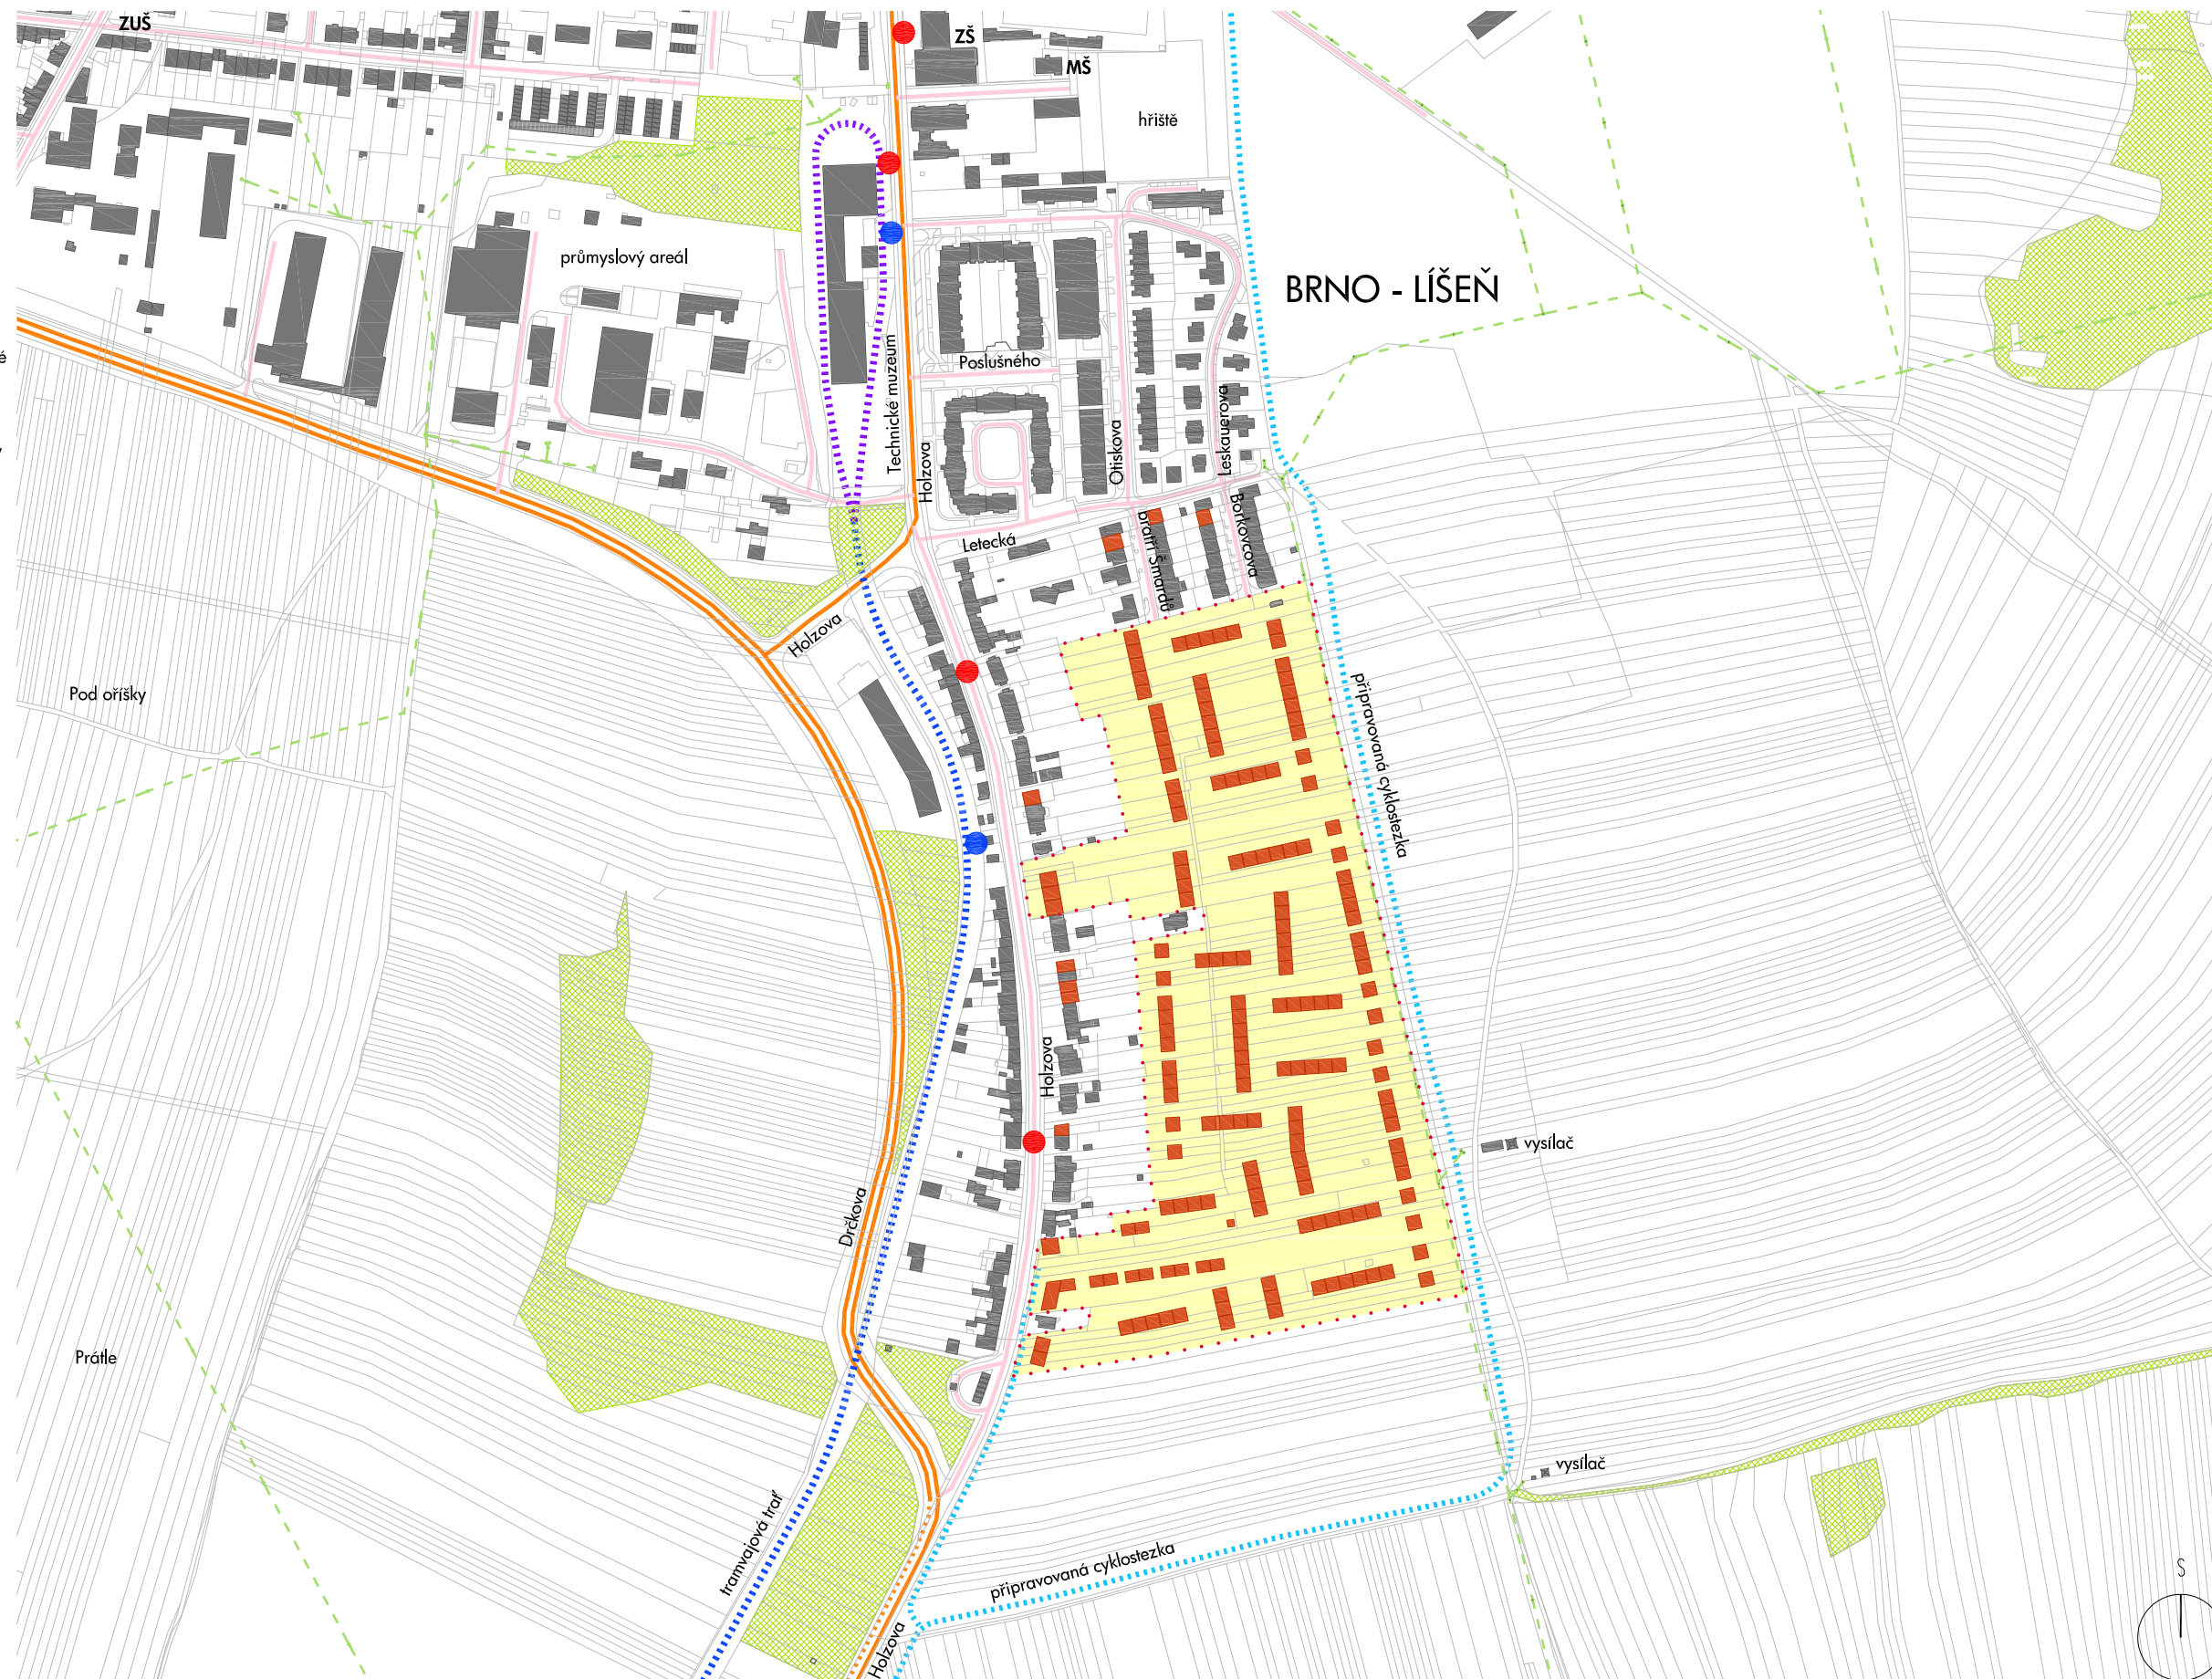 ZUŠ
ZŠ
MŠ
hřiště
průmyslový areál
BRNO - LÍŠEŇ
é
Technické muzeum
Poslušného
Leskauerova
Otiskova
Holzova
y
Letecká
bratří Šmardů
Borkovcova
Holzova
Pod oříšky
připravovaná cyklostezka
Holzova
vysílač
Drčkova
Prátle
vysílač
tramvajová trať
připravovaná cyklostezka
Holzova
S